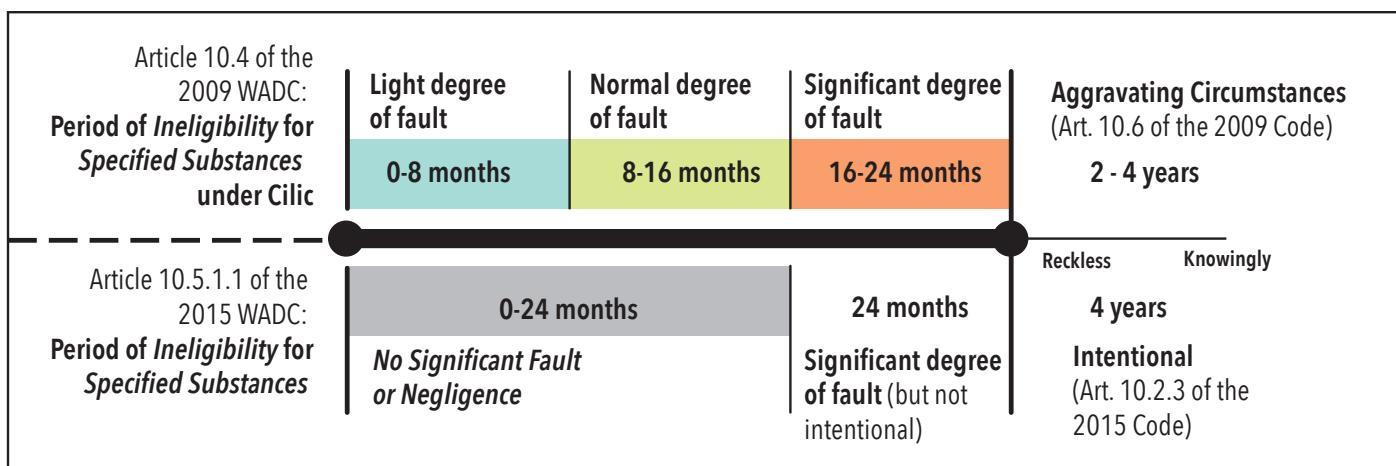 Article 10.4 of the
2009 WADC:
Period of Ineligibility for
Specified Substances
under Cilic
Light degree
of fault
0-8 months
Normal degree
of fault
8-16 months
Significant degree
of fault
16-24 months
Aggravating Circumstances
(Art. 10.6 of the 2009 Code)
2 - 4 years
Article 10.5.1.1 of the
2015 WADC:
Period of Ineligibility for
Specified Substances
0-24 months
No Significant Fault
or Negligence
24 months
Significant degree
of fault (but not
intentional)
Reckless
Knowingly
4 years
Intentional
(Art. 10.2.3 of the
2015 Code)